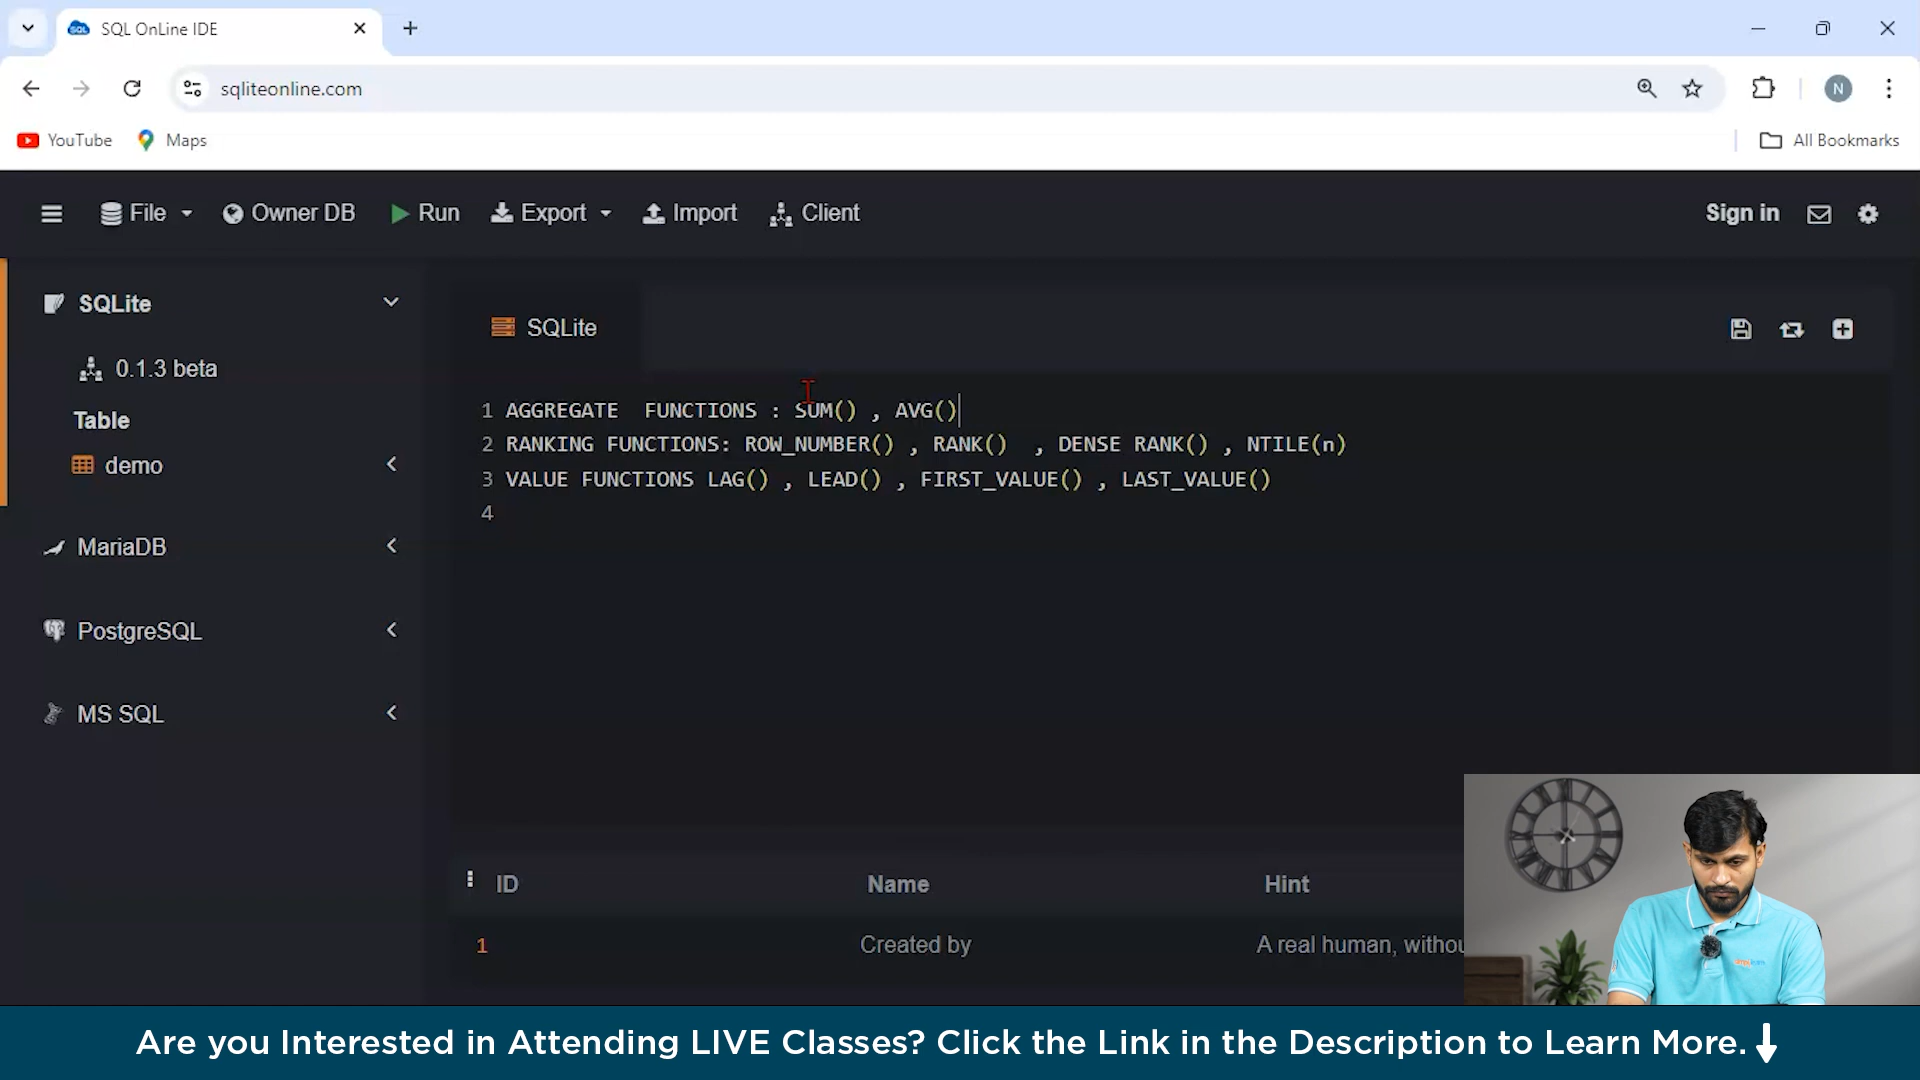 SQL OnLine IDE
sqliteonline.com
N
YouTube Maps All Bookmarks
File Owner DB Run Export Import Client Sign in
SQLite
0.1.3 beta
Table
demo
MariaDB
PostgreSQL
MS SQL
SQLite
1 AGGREGATE FUNCTIONS : SUM() , AVG()
2 RANKING FUNCTIONS: ROW_NUMBER() , RANK() , DENSE RANK() , NTILE(n)
3 VALUE FUNCTIONS LAG() , LEAD() , FIRST_VALUE() , LAST_VALUE()
4
ID Name Hint
1 Created by A real human, withou
Are you Interested in Attending LIVE Classes? Click the Link in the Description to Learn More.